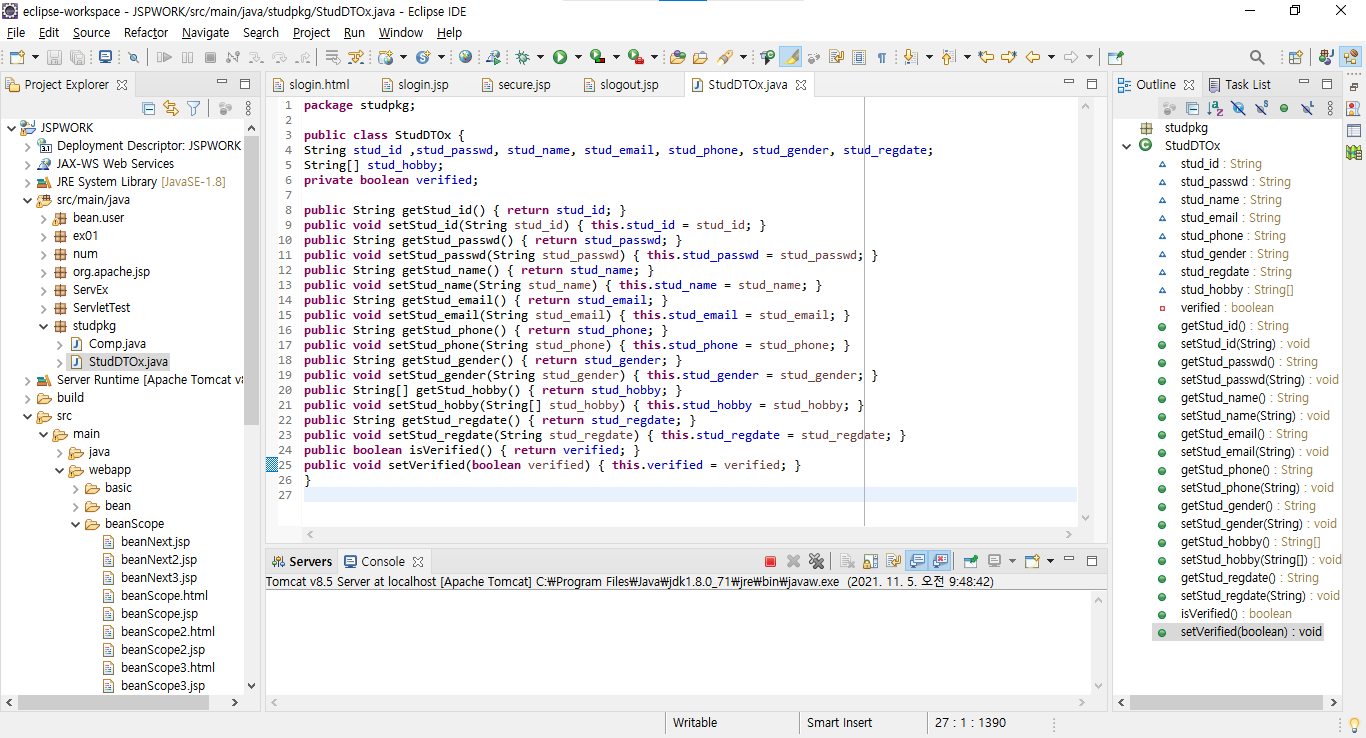 eclipse-workspace - JSPWORK/src/main/java/studpkg/StudDTOx.java - Eclipse IDE
File Edit Source Refactor Navigate Search Project Run Window Help
Project Explorer
JSPWORK
Deployment Descriptor: JSPWORK
JAX-WS Web Services
JRE System Library [JavaSE-1.8]
src/main/java
bean.user
ex01
num
org.apache.jsp
ServEx
ServletTest
studpkg
Comp.java
StudDTOx.java
Server Runtime [Apache Tomcat v8
build
src
main
java
webapp
basic
bean
beanScope
beanNext.jsp
beanNext2.jsp
beanNext3.jsp
beanScope.html
beanScope.jsp
beanScope2.html
beanScope2.jsp
beanScope3.html
beanScope3.jsp
slogin.html slogin.jsp secure.jsp slogout.jsp StudDTOx.java
1 package studpkg;
2
3 public class StudDTOx {
4 String stud_id ,stud_passwd, stud_name, stud_email, stud_phone, stud_gender, stud_regdate;
5 String[] stud_hobby;
6 private boolean verified;
7
8 public String getStud_id() { return stud_id; }
9 public void setStud_id(String stud_id) { this.stud_id = stud_id; }
10 public String getStud_passwd() { return stud_passwd; }
11 public void setStud_passwd(String stud_passwd) { this.stud_passwd = stud_passwd; }
12 public String getStud_name() { return stud_name; }
13 public void setStud_name(String stud_name) { this.stud_name = stud_name; }
14 public String getStud_email() { return stud_email; }
15 public void setStud_email(String stud_email) { this.stud_email = stud_email; }
16 public String getStud_phone() { return stud_phone; }
17 public void setStud_phone(String stud_phone) { this.stud_phone = stud_phone; }
18 public String getStud_gender() { return stud_gender; }
19 public void setStud_gender(String stud_gender) { this.stud_gender = stud_gender; }
20 public String[] getStud_hobby() { return stud_hobby; }
21 public void setStud_hobby(String[] stud_hobby) { this.stud_hobby = stud_hobby; }
22 public String getStud_regdate() { return stud_regdate; }
23 public void setStud_regdate(String stud_regdate) { this.stud_regdate = stud_regdate; }
24 public boolean isVerified() { return verified; }
25 public void setVerified(boolean verified) { this.verified = verified; }
26 }
27
Servers Console
Tomcat v8.5 Server at localhost [Apache Tomcat] C:₩Program Files₩Java₩jdk1.8.0_71₩jre₩bin₩javaw.exe (2021. 11. 5. 오전 9:48:42)
Outline Task List
studpkg
StudDTOx
stud_id : String
stud_passwd : String
stud_name : String
stud_email : String
stud_phone : String
stud_gender : String
stud_regdate : String
stud_hobby : String[]
verified : boolean
getStud_id() : String
setStud_id(String) : void
getStud_passwd() : String
setStud_passwd(String) : void
getStud_name() : String
setStud_name(String) : void
getStud_email() : String
setStud_email(String) : void
getStud_phone() : String
setStud_phone(String) : void
getStud_gender() : String
setStud_gender(String) : void
getStud_hobby() : String[]
setStud_hobby(String[]) : void
getStud_regdate() : String
setStud_regdate(String) : void
isVerified() : boolean
setVerified(boolean) : void
Writable Smart Insert 27 : 1 : 1390